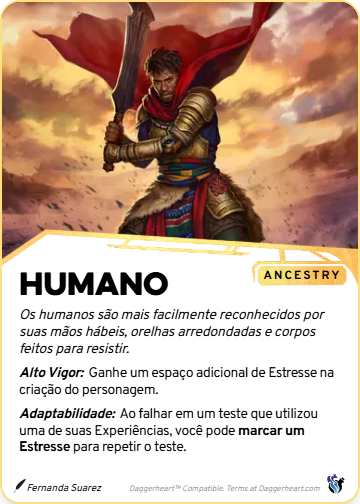 HUMANO
ANCESTRY
Os humanos são mais facilmente reconhecidos por
suas mãos hábeis, orelhas arredondadas e corpos
feitos para resistir.
Alto Vigor: Ganhe um espaço adicional de Estresse na
criação do personagem.
Adaptabilidade: Ao falhar em um teste que utilizou
uma de suas Experiências, você pode marcar um
Estresse para repetir o teste.
Fernanda Suarez
Daggerheart™ Compatible. Terms at Daggerheart.com